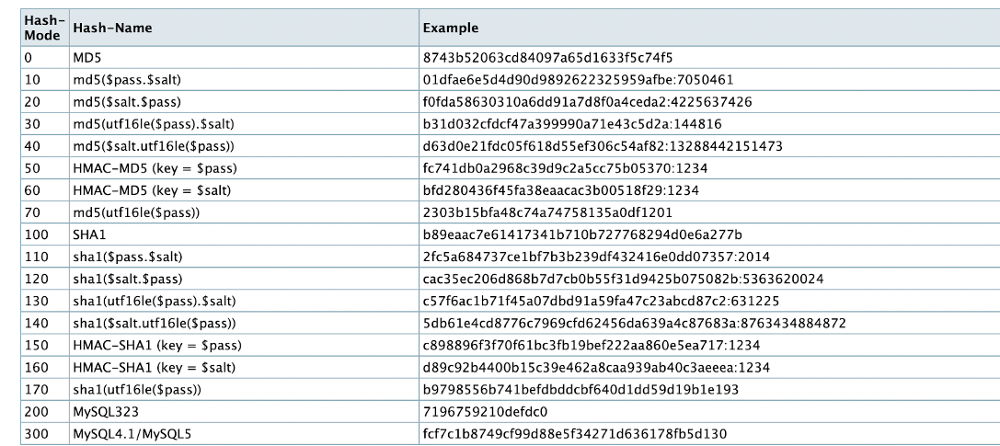 Hash-Mode Hash-Name Example
0 MD5 8743b52063cd84097a65d1633f5c74f5
10 md5($pass.$salt) 01dfae6e5d4d90d9892622325959afbe:7050461
20 md5($salt.$pass) f0fda58630310a6dd91a7d8f0a4ceda2:4225637426
30 md5(utf16le($pass).$salt) b31d032cfdcf47a399990a71e43c5d2a:144816
40 md5($salt.utf16le($pass)) d63d0e21fdc05f618d55ef306c54af82:13288442151473
50 HMAC-MD5 (key = $pass) fc741db0a2968c39d9c2a5cc75b05370:1234
60 HMAC-MD5 (key = $salt) bfd280436f45fa38eaacac3b00518f29:1234
70 md5(utf16le($pass)) 2303b15bfa48c74a74758135a0df1201
100 SHA1 b89eaac7e61417341b710b727768294d0e6a277b
110 sha1($pass.$salt) 2fc5a684737ce1bf7b3b239df432416e0dd07357:2014
120 sha1($salt.$pass) cac35ec206d868b7d7cb0b55f31d9425b075082b:5363620024
130 sha1(utf16le($pass).$salt) c57f6ac1b71f45a07dbd91a59fa47c23abcd87c2:631225
140 sha1($salt.utf16le($pass)) 5db61e4cd8776c7969cfd62456da639a4c87683a:8763434884872
150 HMAC-SHA1 (key = $pass) c898896f3f70f61bc3fb19bef222aa860e5ea717:1234
160 HMAC-SHA1 (key = $salt) d89c92b4400b15c39e462a8caa939ab40c3aeeea:1234
170 sha1(utf16le($pass)) b9798556b741befdbddcbf640d1dd59d19b1e193
200 MySQL323 7196759210defdc0
300 MySQL4.1/MySQL5 fcf7c1b8749cf99d88e5f34271d636178fb5d130